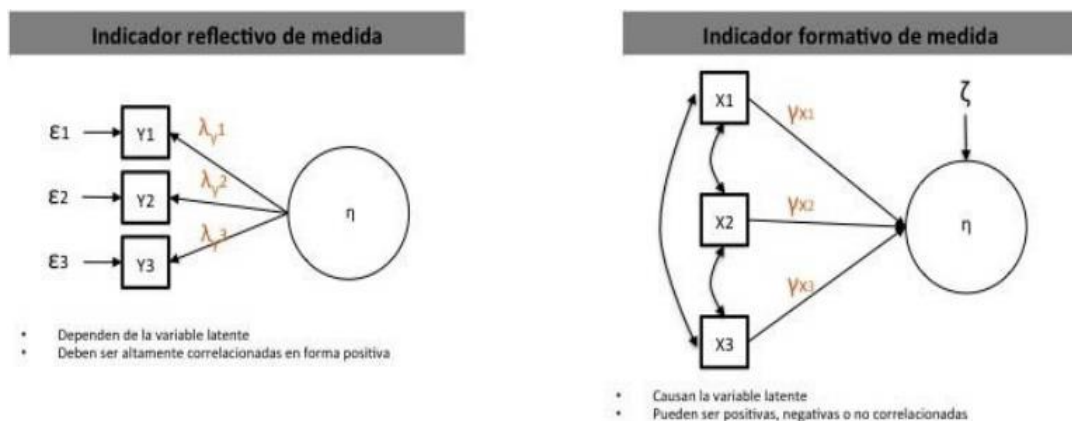 Indicador reflectivo de medida
ε1
Y1
λy1
ε2
Y2
λy2
η
ε3
Y3
λy3
• Dependen de la variable latente
• Deben ser altamente correlacionadas en forma positiva
Indicador formativo de medida
X1
γx1
ζ
X2
γx2
η
X3
γx3
• Causan la variable latente
• Pueden ser positivas, negativas o no correlacionadas